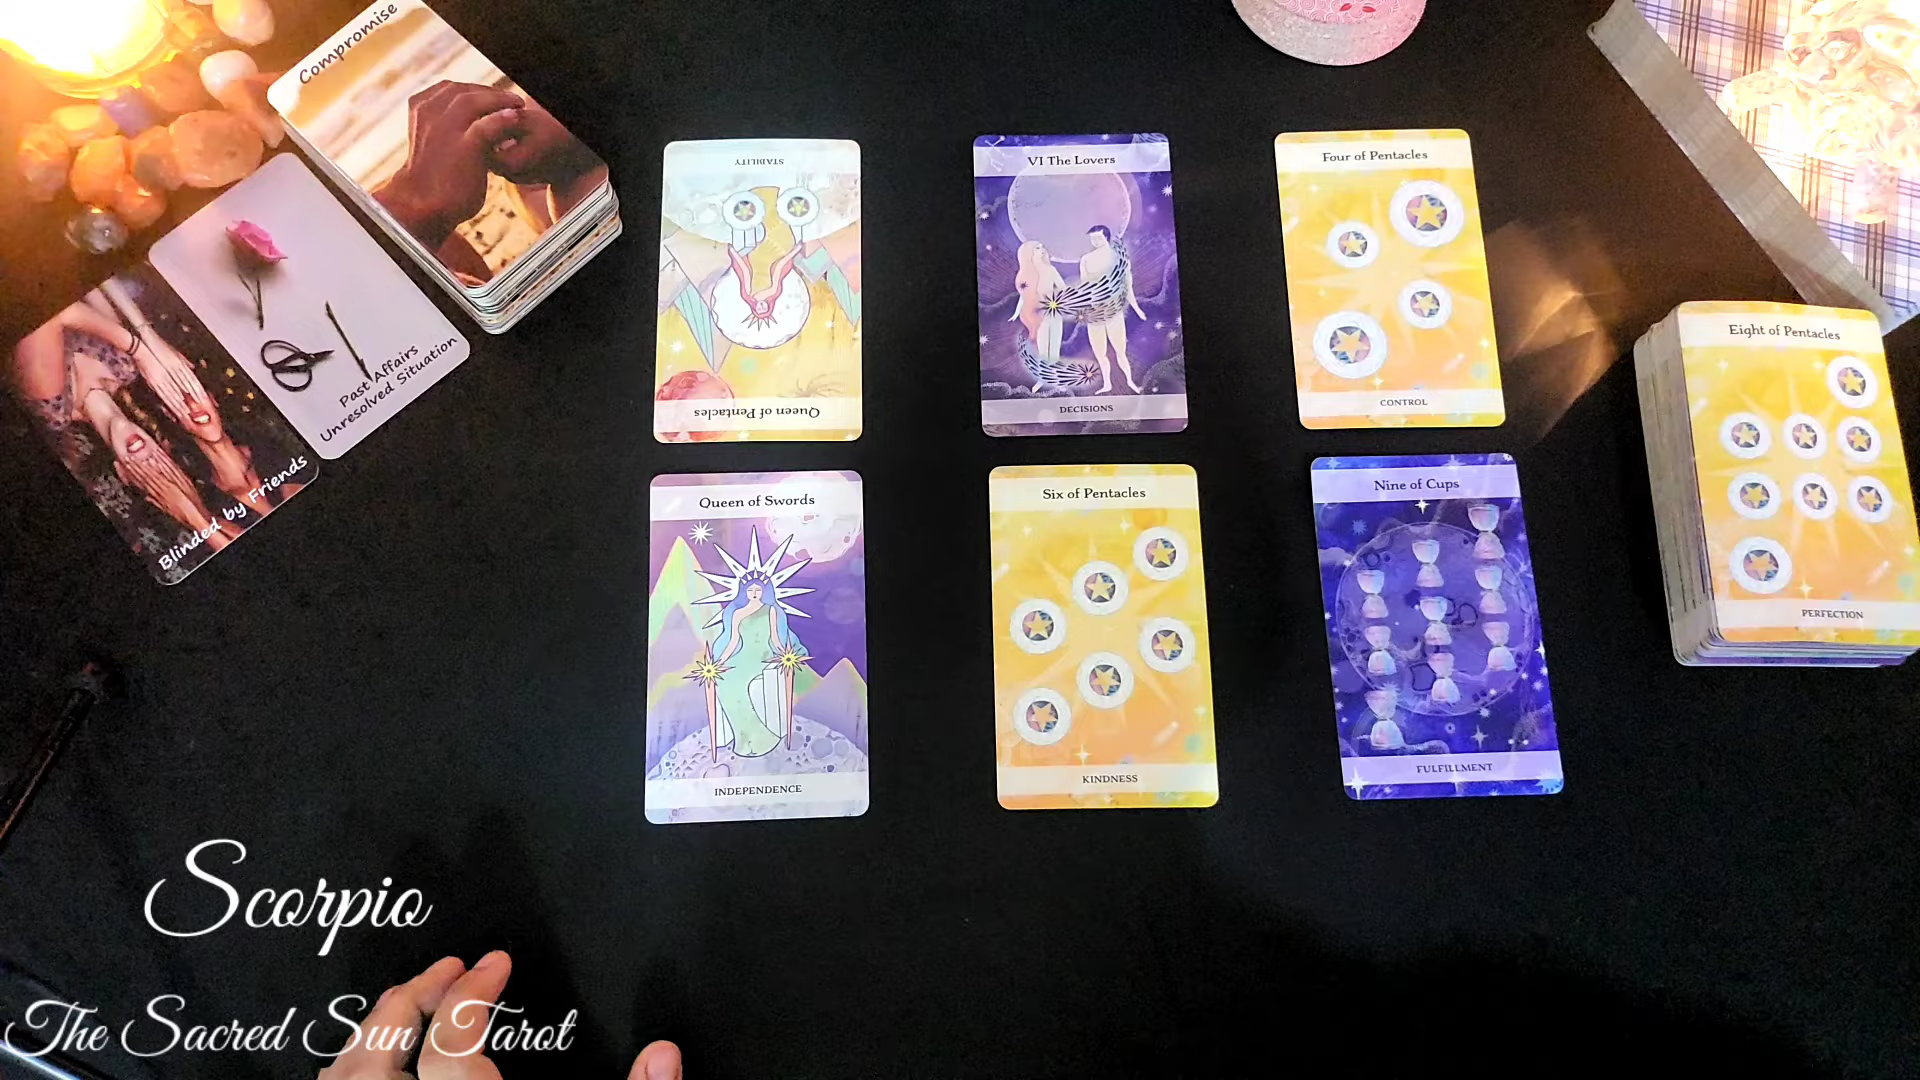 Compromise
Past Affairs
Unresolved Situation
Blinded by Friends
STABILITY
Queen of Pentacles
VI The Lovers
DECISIONS
Four of Pentacles
CONTROL
Eight of Pentacles
PERFECTION
Queen of Swords
INDEPENDENCE
Six of Pentacles
KINDNESS
Nine of Cups
FULFILLMENT
Scorpio
The Sacred Sun Tarot